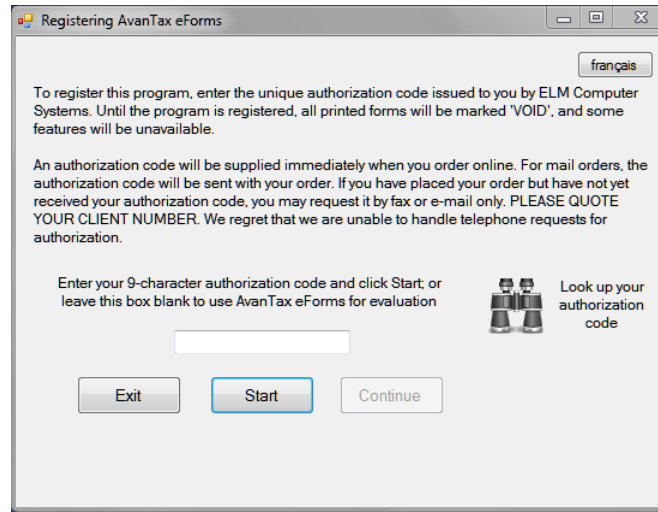 Registering AvanTax eForms
français
To register this program, enter the unique authorization code issued to you by ELM Computer
Systems. Until the program is registered, all printed forms will be marked 'VOID', and some
features will be unavailable.
An authorization code will be supplied immediately when you order online. For mail orders, the
authorization code will be sent with your order. If you have placed your order but have not yet
received your authorization code, you may request it by fax or e-mail only. PLEASE QUOTE
YOUR CLIENT NUMBER. We regret that we are unable to handle telephone requests for
authorization.
Enter your 9-character authorization code and click Start; or
leave this box blank to use AvanTax eForms for evaluation
Look up your
authorization
code
Exit
Start
Continue